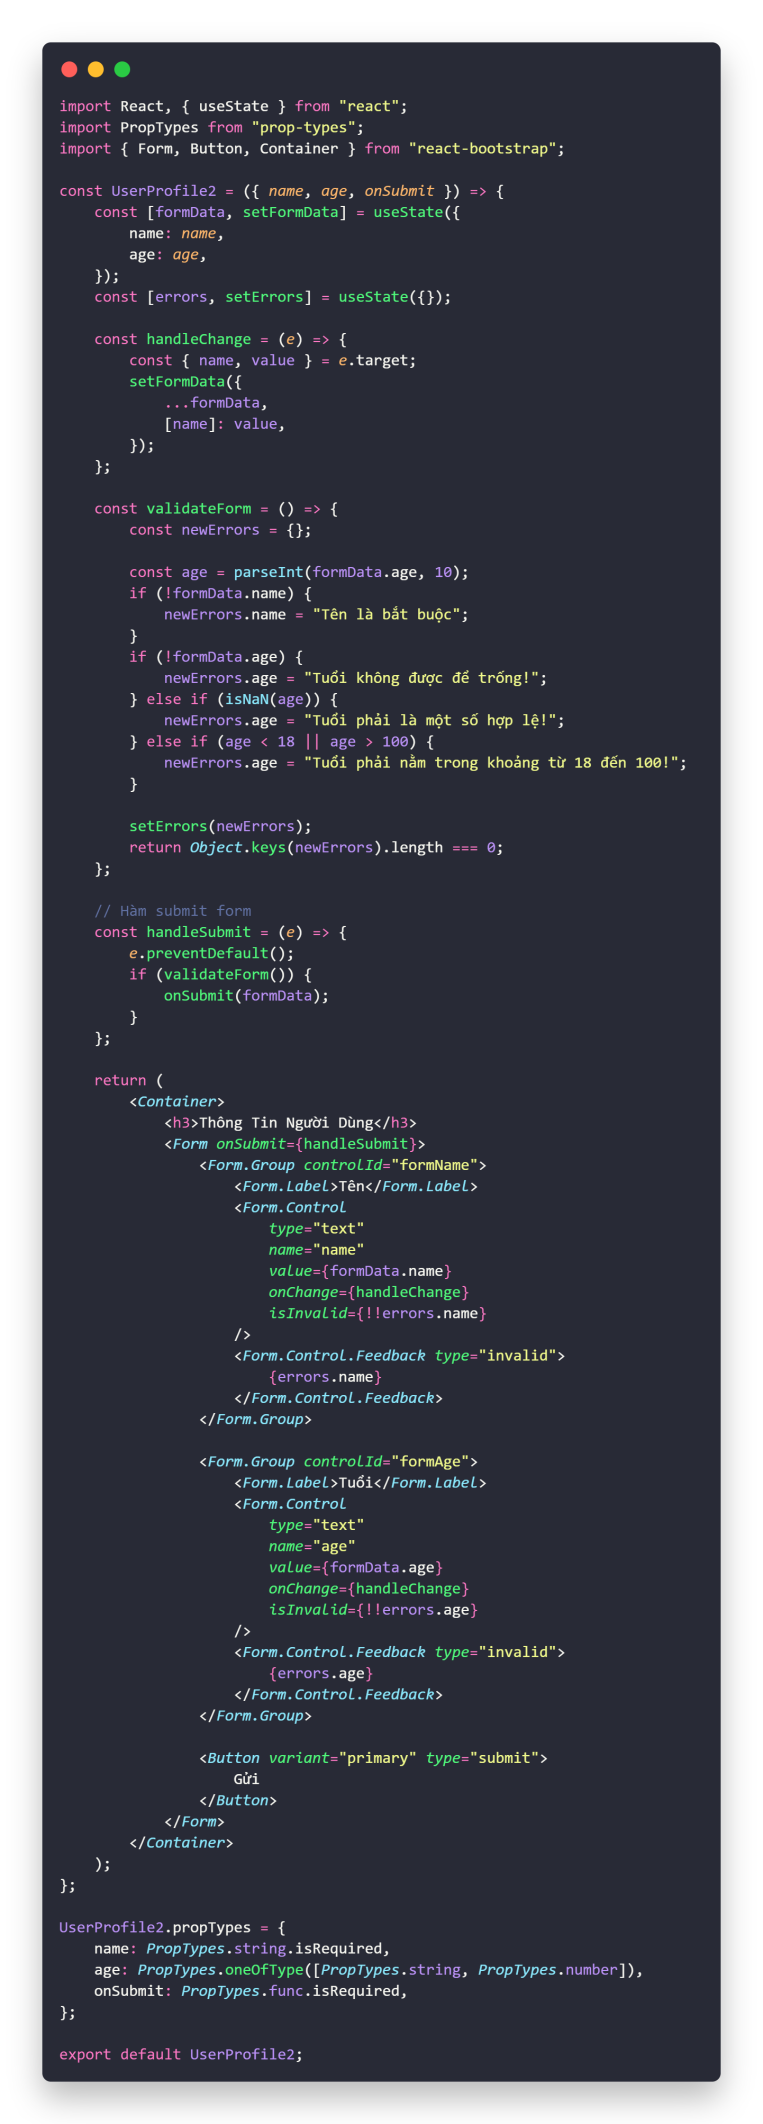 import React, { useState } from "react";
import PropTypes from "prop-types";
import { Form, Button, Container } from "react-bootstrap";

const UserProfile2 = ({ name, age, onSubmit }) => {
    const [formData, setFormData] = useState({
        name: name,
        age: age,
    });
    const [errors, setErrors] = useState({});

    const handleChange = (e) => {
        const { name, value } = e.target;
        setFormData({
            ...formData,
            [name]: value,
        });
    };

    const validateForm = () => {
        const newErrors = {};

        const age = parseInt(formData.age, 10);
        if (!formData.name) {
            newErrors.name = "Tên là bắt buộc";
        }
        if (!formData.age) {
            newErrors.age = "Tuổi không được để trống!";
        } else if (isNaN(age)) {
            newErrors.age = "Tuổi phải là một số hợp lệ!";
        } else if (age < 18 || age > 100) {
            newErrors.age = "Tuổi phải nằm trong khoảng từ 18 đến 100!";
        }

        setErrors(newErrors);
        return Object.keys(newErrors).length === 0;
    };

    // Hàm submit form
    const handleSubmit = (e) => {
        e.preventDefault();
        if (validateForm()) {
            onSubmit(formData);
        }
    };

    return (
        <Container>
            <h3>Thông Tin Người Dùng</h3>
            <Form onSubmit={handleSubmit}>
                <Form.Group controlId="formName">
                    <Form.Label>Tên</Form.Label>
                    <Form.Control
                        type="text"
                        name="name"
                        value={formData.name}
                        onChange={handleChange}
                        isInvalid={!!errors.name}
                    />
                    <Form.Control.Feedback type="invalid">
                        {errors.name}
                    </Form.Control.Feedback>
                </Form.Group>

                <Form.Group controlId="formAge">
                    <Form.Label>Tuổi</Form.Label>
                    <Form.Control
                        type="text"
                        name="age"
                        value={formData.age}
                        onChange={handleChange}
                        isInvalid={!!errors.age}
                    />
                    <Form.Control.Feedback type="invalid">
                        {errors.age}
                    </Form.Control.Feedback>
                </Form.Group>

                <Button variant="primary" type="submit">
                    Gửi
                </Button>
            </Form>
        </Container>
    );
};

UserProfile2.propTypes = {
    name: PropTypes.string.isRequired,
    age: PropTypes.oneOfType([PropTypes.string, PropTypes.number]),
    onSubmit: PropTypes.func.isRequired,
};

export default UserProfile2;